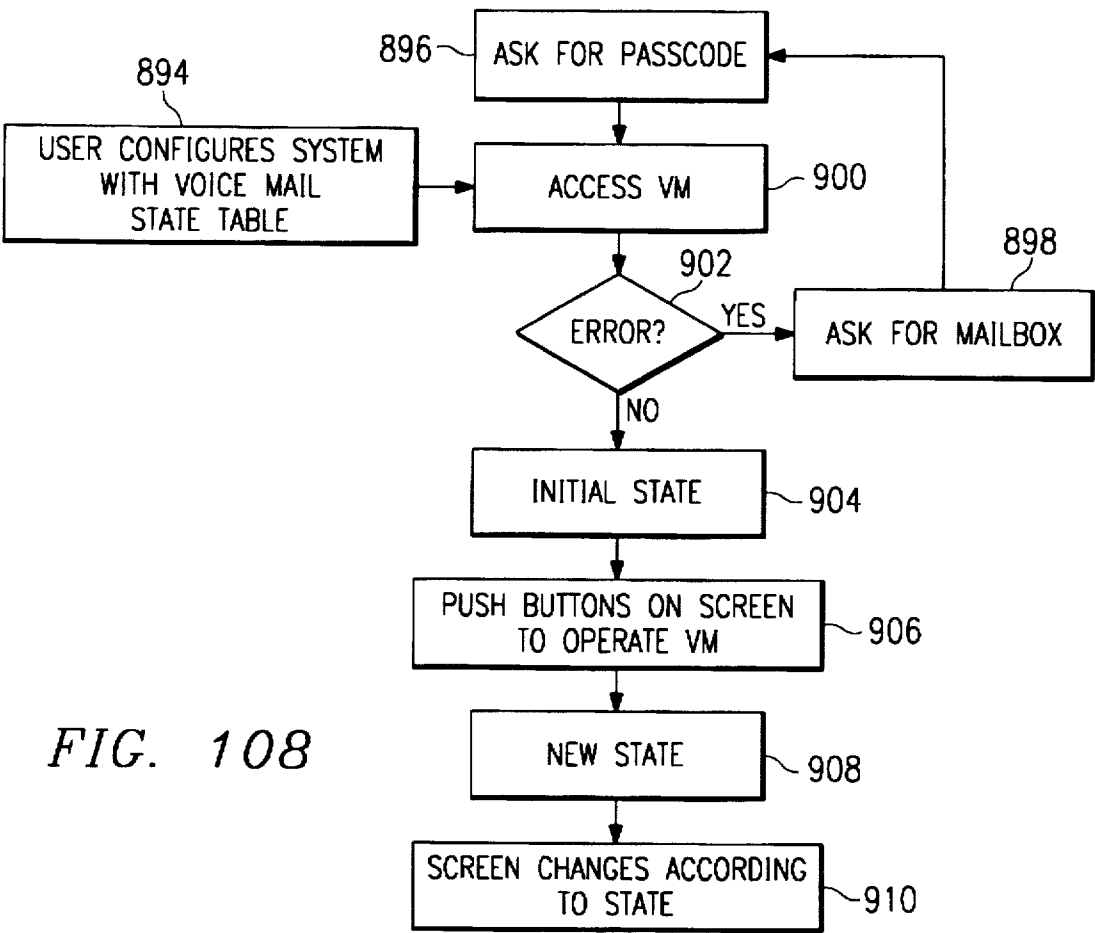 896
ASK FOR PASSCODE
894
USER CONFIGURES SYSTEM
WITH VOICE MAIL
STATE TABLE
ACCESS VM
900
902
ERROR?
YES
898
ASK FOR MAILBOX
NO
INITIAL STATE
904
PUSH BUTTONS ON SCREEN
TO OPERATE VM
906
NEW STATE
908
FIG. 108
SCREEN CHANGES ACCORDING
TO STATE
910